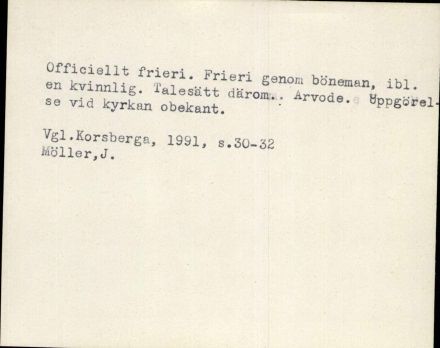 Officiellt frieri. Frieri genom böneman, ibl.
en kvinnlig. Talesätt därom.. Arvode. Uppgörel-
se vid kyrkan obekant.
Vgl.Korsberga, 1991, s.30-32
Möller,J.